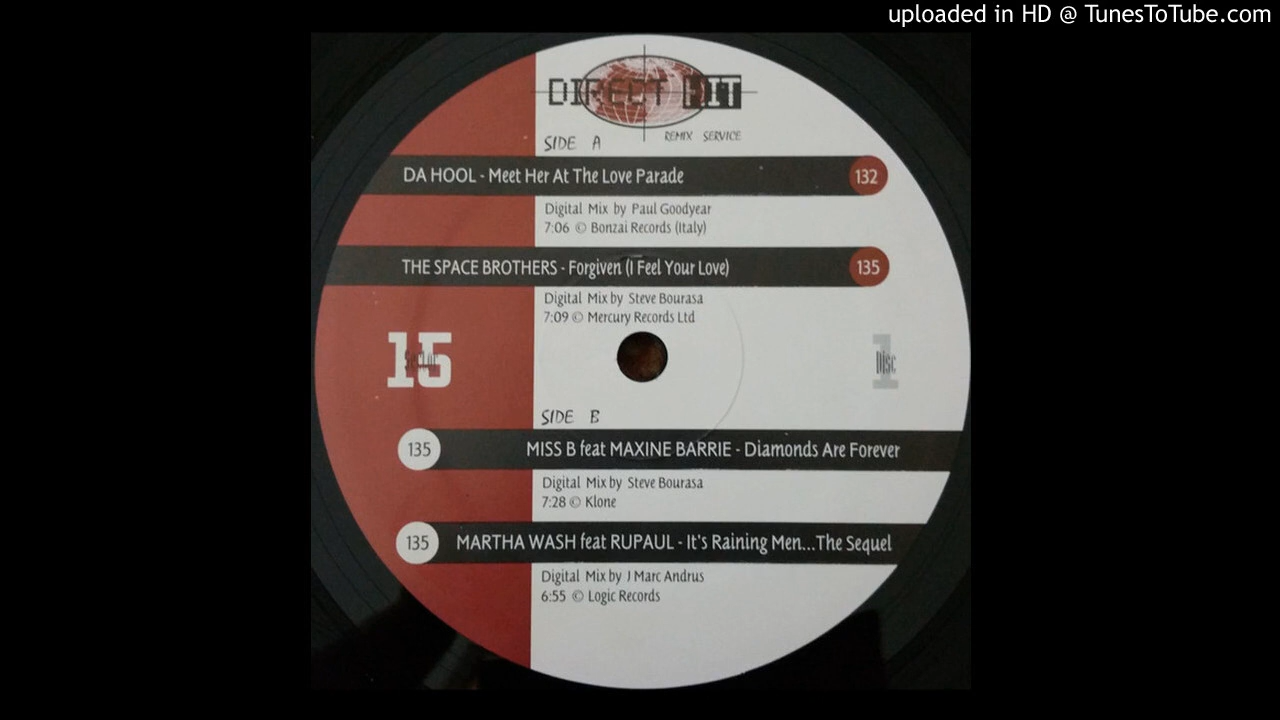 uploaded in HD @ TunesToTube.com
DIRECT HIT
REMIX SERVICE
SIDE A
DA HOOL - Meet Her At The Love Parade 132
Digital Mix by Paul Goodyear
7:06 © Bonzai Records (Italy)
THE SPACE BROTHERS - Forgiven (I Feel Your Love) 135
Digital Mix by Steve Bourasa
7:09 © Mercury Records Ltd
15 Sector
1 Disc
SIDE B
135 MISS B feat MAXINE BARRIE - Diamonds Are Forever
Digital Mix by Steve Bourasa
7:28 © Klone
135 MARTHA WASH feat RUPAUL - It's Raining Men...The Sequel
Digital Mix by J Marc Andrus
6:55 © Logic Records